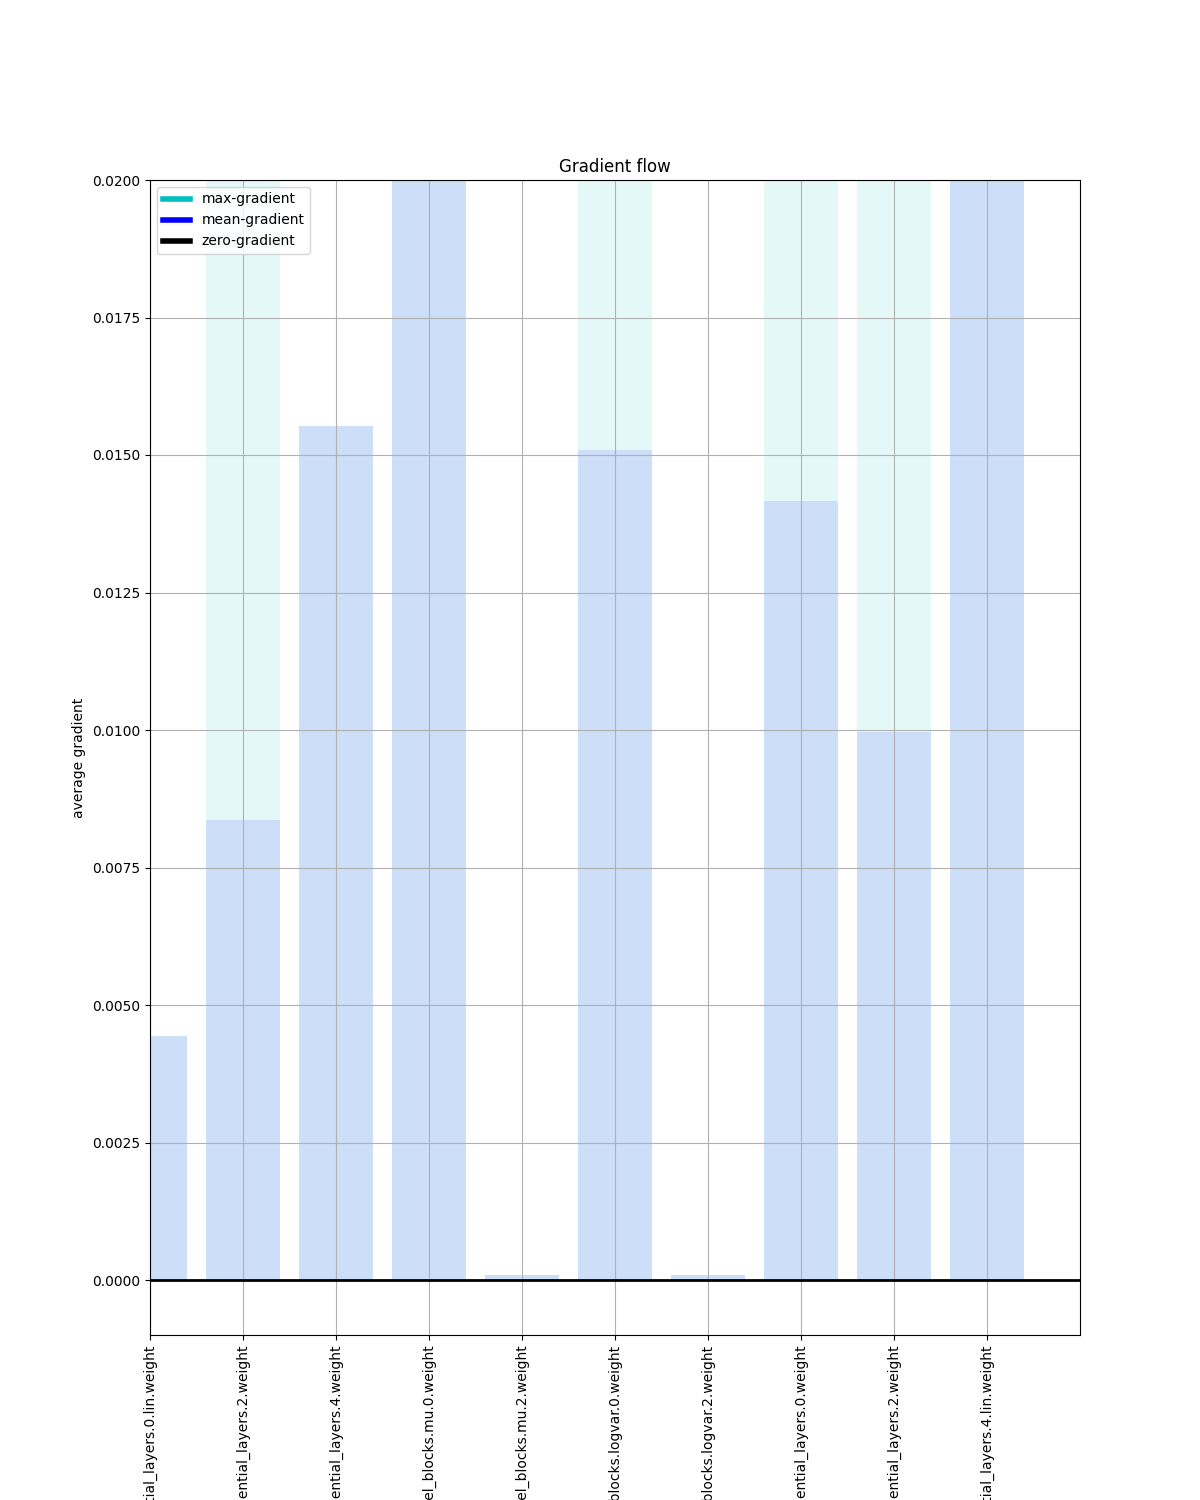 Gradient flow
max-gradient
mean-gradient
zero-gradient
0.0200
0.0175
0.0150
0.0125
0.0100
0.0075
0.0050
0.0025
0.0000
average gradient
tial_layers.0.lin.weight
ential_layers.2.weight
ential_layers.4.weight
el_blocks.mu.0.weight
el_blocks.mu.2.weight
blocks.logvar.0.weight
blocks.logvar.2.weight
ential_layers.0.weight
ential_layers.2.weight
tial_layers.4.lin.weight